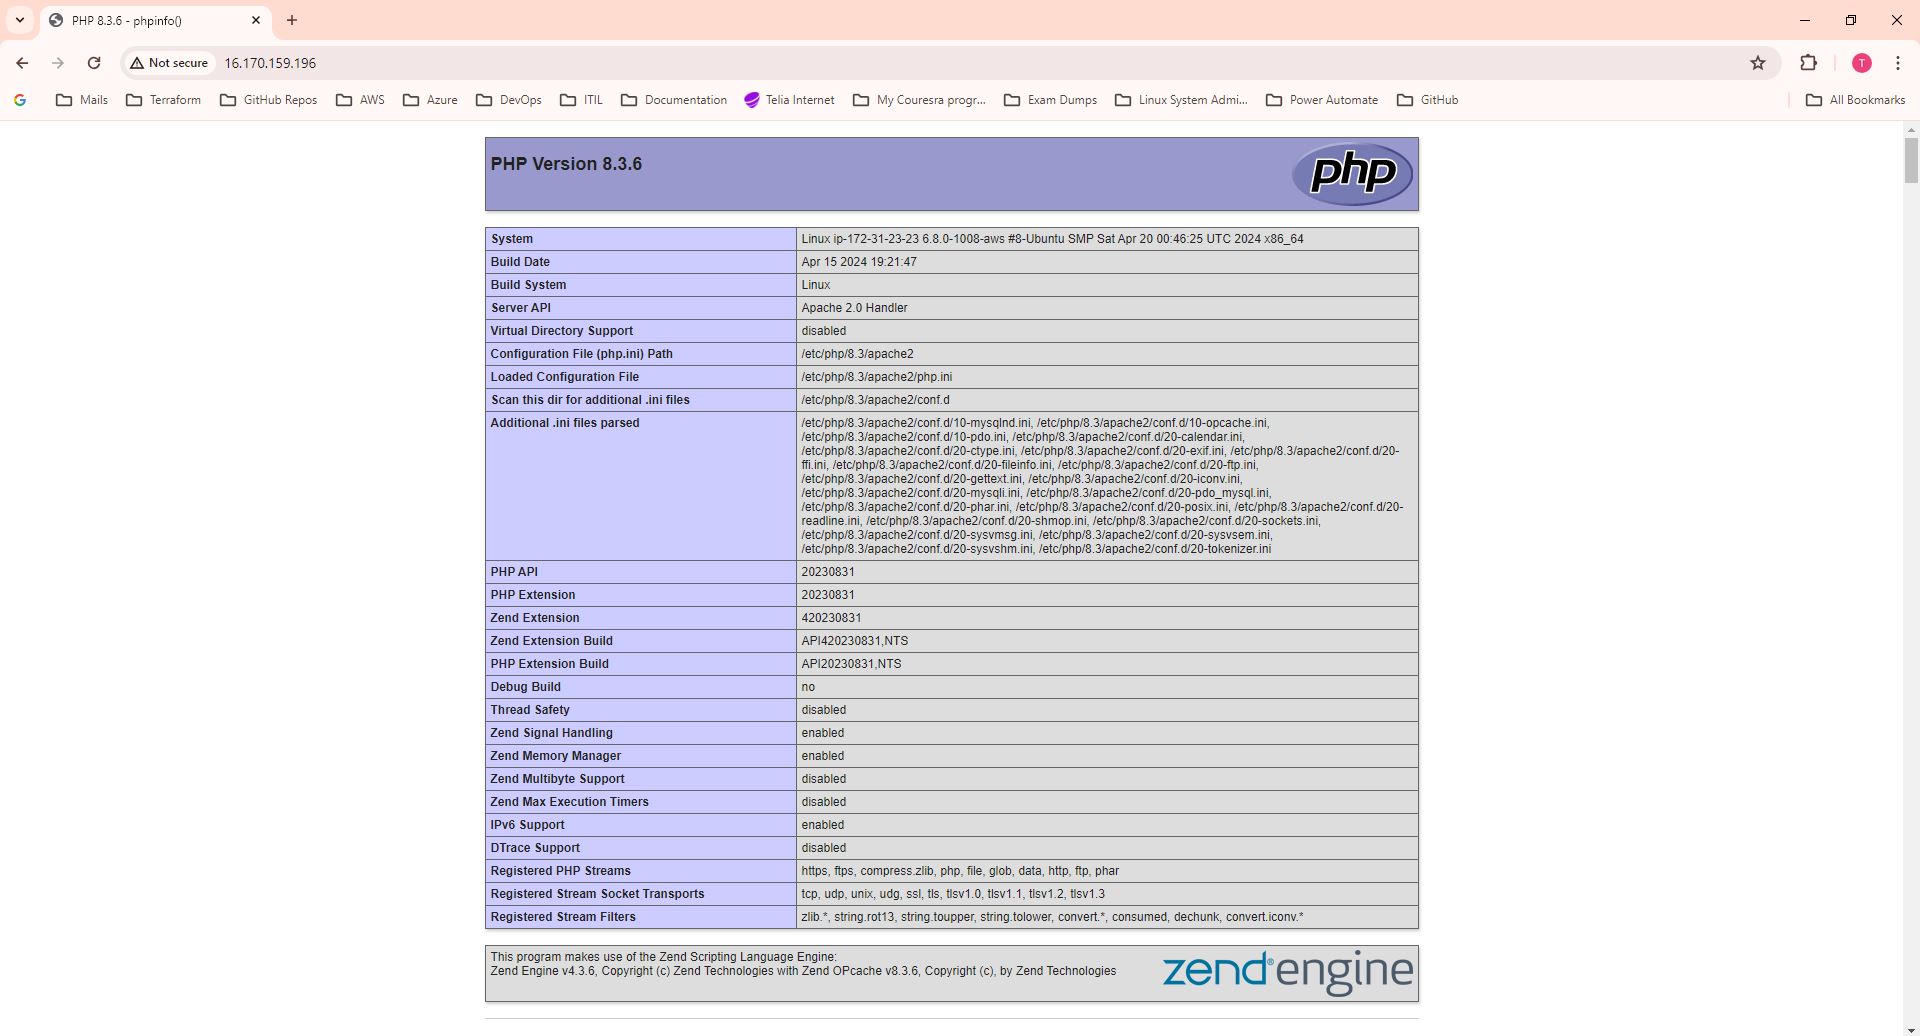 PHP 8.3.6 - phpinfo()
Not secure
16.170.159.196
T
Mails
Terraform
GitHub Repos
AWS
Azure
DevOps
ITIL
Documentation
Telia Internet
My Couresra progr...
Exam Dumps
Linux System Admi...
Power Automate
GitHub
All Bookmarks
PHP Version 8.3.6
php
System Linux ip-172-31-23-23 6.8.0-1008-aws #8-Ubuntu SMP Sat Apr 20 00:46:25 UTC 2024 x86_64
Build Date Apr 15 2024 19:21:47
Build System Linux
Server API Apache 2.0 Handler
Virtual Directory Support disabled
Configuration File (php.ini) Path /etc/php/8.3/apache2
Loaded Configuration File /etc/php/8.3/apache2/php.ini
Scan this dir for additional .ini files /etc/php/8.3/apache2/conf.d
Additional .ini files parsed /etc/php/8.3/apache2/conf.d/10-mysqlnd.ini, /etc/php/8.3/apache2/conf.d/10-opcache.ini,
/etc/php/8.3/apache2/conf.d/10-pdo.ini, /etc/php/8.3/apache2/conf.d/20-calendar.ini,
/etc/php/8.3/apache2/conf.d/20-ctype.ini, /etc/php/8.3/apache2/conf.d/20-exif.ini, /etc/php/8.3/apache2/conf.d/20-
ffi.ini, /etc/php/8.3/apache2/conf.d/20-fileinfo.ini, /etc/php/8.3/apache2/conf.d/20-ftp.ini,
/etc/php/8.3/apache2/conf.d/20-gettext.ini, /etc/php/8.3/apache2/conf.d/20-iconv.ini,
/etc/php/8.3/apache2/conf.d/20-mysqli.ini, /etc/php/8.3/apache2/conf.d/20-pdo_mysql.ini,
/etc/php/8.3/apache2/conf.d/20-phar.ini, /etc/php/8.3/apache2/conf.d/20-posix.ini, /etc/php/8.3/apache2/conf.d/20-
readline.ini, /etc/php/8.3/apache2/conf.d/20-shmop.ini, /etc/php/8.3/apache2/conf.d/20-sockets.ini,
/etc/php/8.3/apache2/conf.d/20-sysvmsg.ini, /etc/php/8.3/apache2/conf.d/20-sysvsem.ini,
/etc/php/8.3/apache2/conf.d/20-sysvshm.ini, /etc/php/8.3/apache2/conf.d/20-tokenizer.ini
PHP API 20230831
PHP Extension 20230831
Zend Extension 420230831
Zend Extension Build API420230831,NTS
PHP Extension Build API20230831,NTS
Debug Build no
Thread Safety disabled
Zend Signal Handling enabled
Zend Memory Manager enabled
Zend Multibyte Support disabled
Zend Max Execution Timers disabled
IPv6 Support enabled
DTrace Support disabled
Registered PHP Streams https, ftps, compress.zlib, php, file, glob, data, http, ftp, phar
Registered Stream Socket Transports tcp, udp, unix, udg, ssl, tls, tlsv1.0, tlsv1.1, tlsv1.2, tlsv1.3
Registered Stream Filters zlib.*, string.rot13, string.toupper, string.tolower, convert.*, consumed, dechunk, convert.iconv.*
This program makes use of the Zend Scripting Language Engine:
Zend Engine v4.3.6, Copyright (c) Zend Technologies with Zend OPcache v8.3.6, Copyright (c), by Zend Technologies
zend®engine